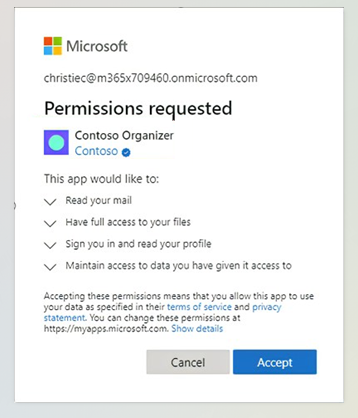 Microsoft
christiec@m365x709460.onmicrosoft.com
Permissions requested
Contoso Organizer
Contoso
This app would like to:
Read your mail
Have full access to your files
Sign you in and read your profile
Maintain access to data you have given it access to
Accepting these permissions means that you allow this app to use
your data as specified in their terms of service and privacy
statement. You can change these permissions at
https://myapps.microsoft.com. Show details
Cancel
Accept